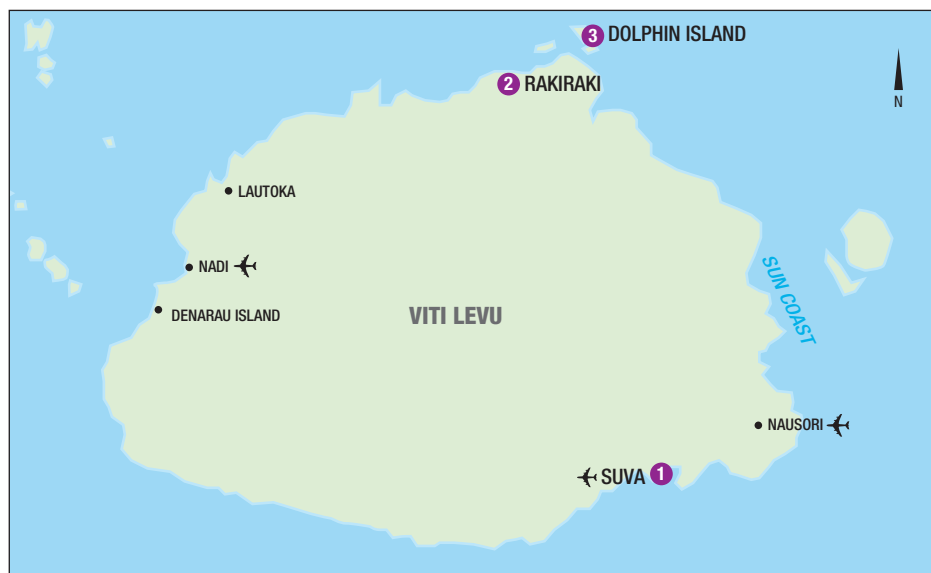 3 DOLPHIN ISLAND
2 RAKIRAKI
N
LAUTOKA
NADI
DENARAU ISLAND
VITI LEVU
SUN COAST
NAUSORI
SUVA 1